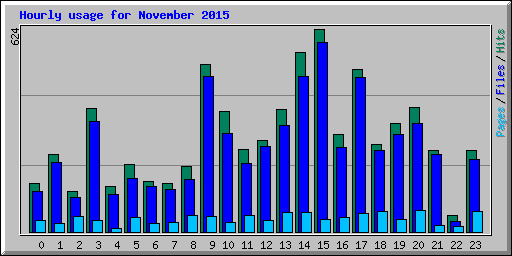 Hourly usage for November 2015
624
Pages / Files / Hits
0 1 2 3 4 5 6 7 8 9 10 11 12 13 14 15 16 17 18 19 20 21 22 23